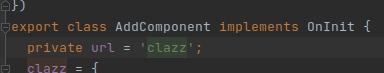 })
export class AddComponent implements OnInit {
private url = 'clazz';
clazz = {